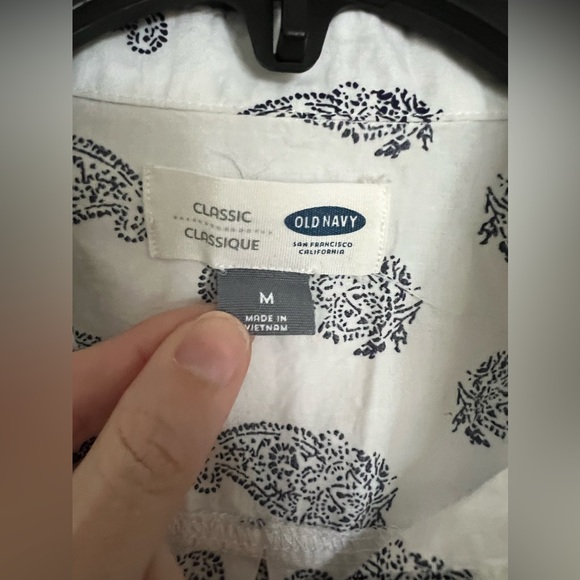 CLASSIC
CLASSIQUE
OLD NAVY
SAN FRANCISCO
CALIFORNIA
M
MADE IN
VIETNAM